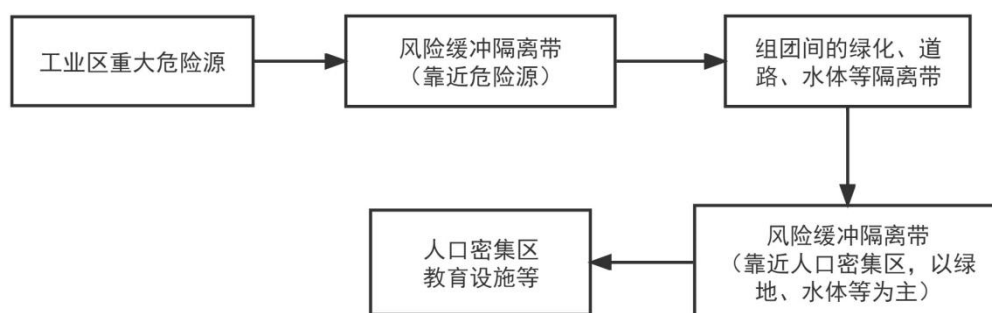 工业区重大危险源
风险缓冲隔离带
（靠近危险源）
组团间的绿化、道
路、水体等隔离带
风险缓冲隔离带
（靠近人口密集区，以绿
地、水体等为主）
人口密集区
教育设施等